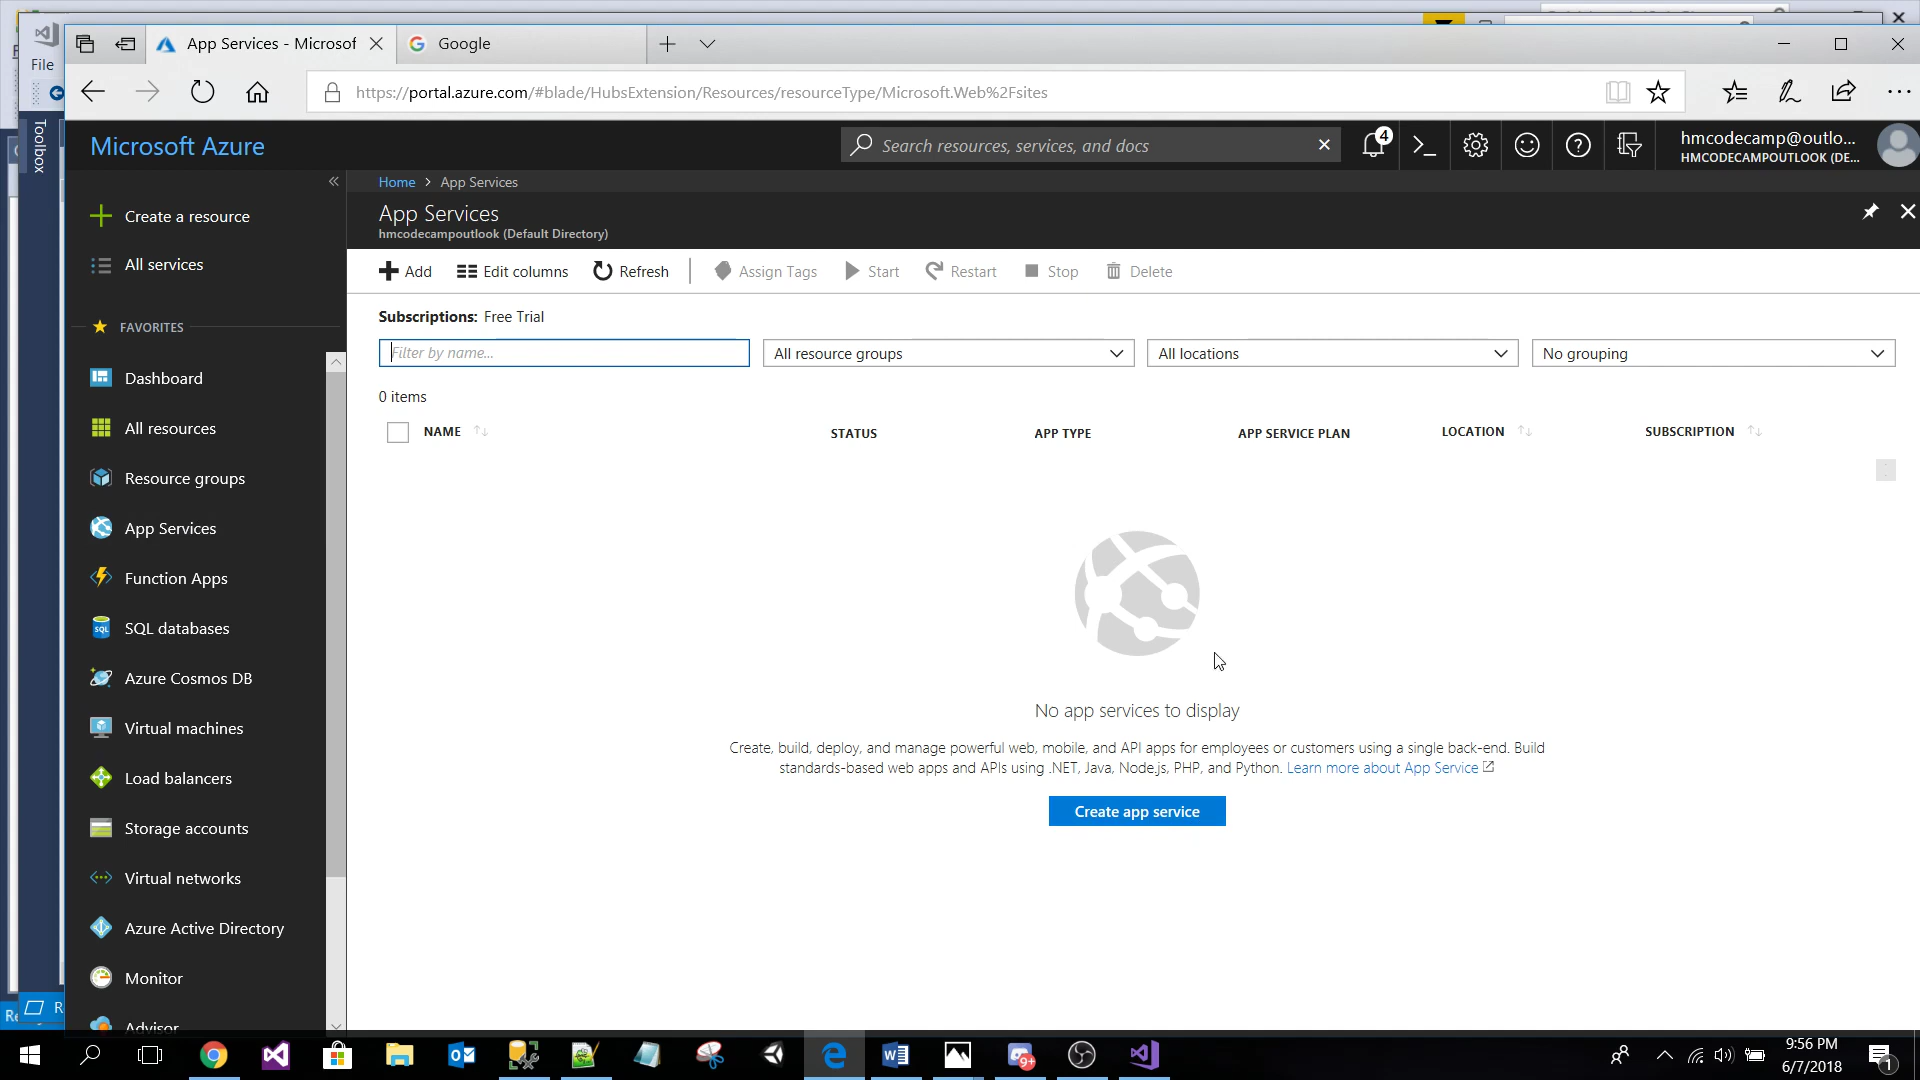 App Services - Microsof
Google
File
https://portal.azure.com/#blade/HubsExtension/Resources/resourceType/Microsoft.Web%2Fsites
Toolbox
Microsoft Azure
Search resources, services, and docs
4
hmcodecamp@outlo...
HMCODECAMPOUTLOOK (DE...
Create a resource
All services
FAVORITES
Dashboard
All resources
Resource groups
App Services
Function Apps
SQL databases
Azure Cosmos DB
Virtual machines
Load balancers
Storage accounts
Virtual networks
Azure Active Directory
Monitor
Advisor
Home > App Services
App Services
hmcodecampoutlook (Default Directory)
Add
Edit columns
Refresh
Assign Tags
Start
Restart
Stop
Delete
Subscriptions: Free Trial
Filter by name...
All resource groups
All locations
No grouping
0 items
NAME
STATUS
APP TYPE
APP SERVICE PLAN
LOCATION
SUBSCRIPTION
No app services to display
Create, build, deploy, and manage powerful web, mobile, and API apps for employees or customers using a single back-end. Build
standards-based web apps and APIs using .NET, Java, Node.js, PHP, and Python. Learn more about App Service
Create app service
9+
9:56 PM
6/7/2018
1